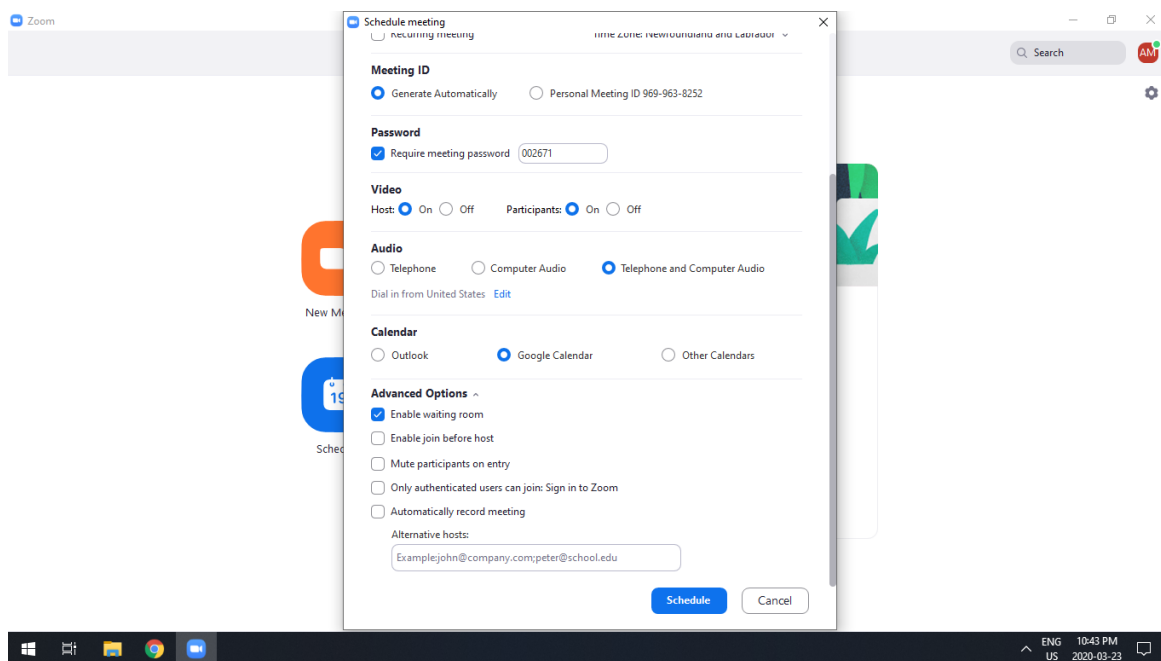 Zoom
Schedule meeting
Recurring meeting Time Zone: Newfoundland and Labrador
Search
AM
Meeting ID
Generate Automatically Personal Meeting ID 969-963-8252
Password
Require meeting password 002671
Video
Host: On Off Participants: On Off
Audio
Telephone Computer Audio Telephone and Computer Audio
Dial in from United States Edit
New M
Calendar
Outlook Google Calendar Other Calendars
Advanced Options
19
Enable waiting room
Enable join before host
Sched
Mute participants on entry
Only authenticated users can join: Sign in to Zoom
Automatically record meeting
Alternative hosts:
Example:john@company.com;peter@school.edu
Schedule Cancel
ENG 10:43 PM
US 2020-03-23